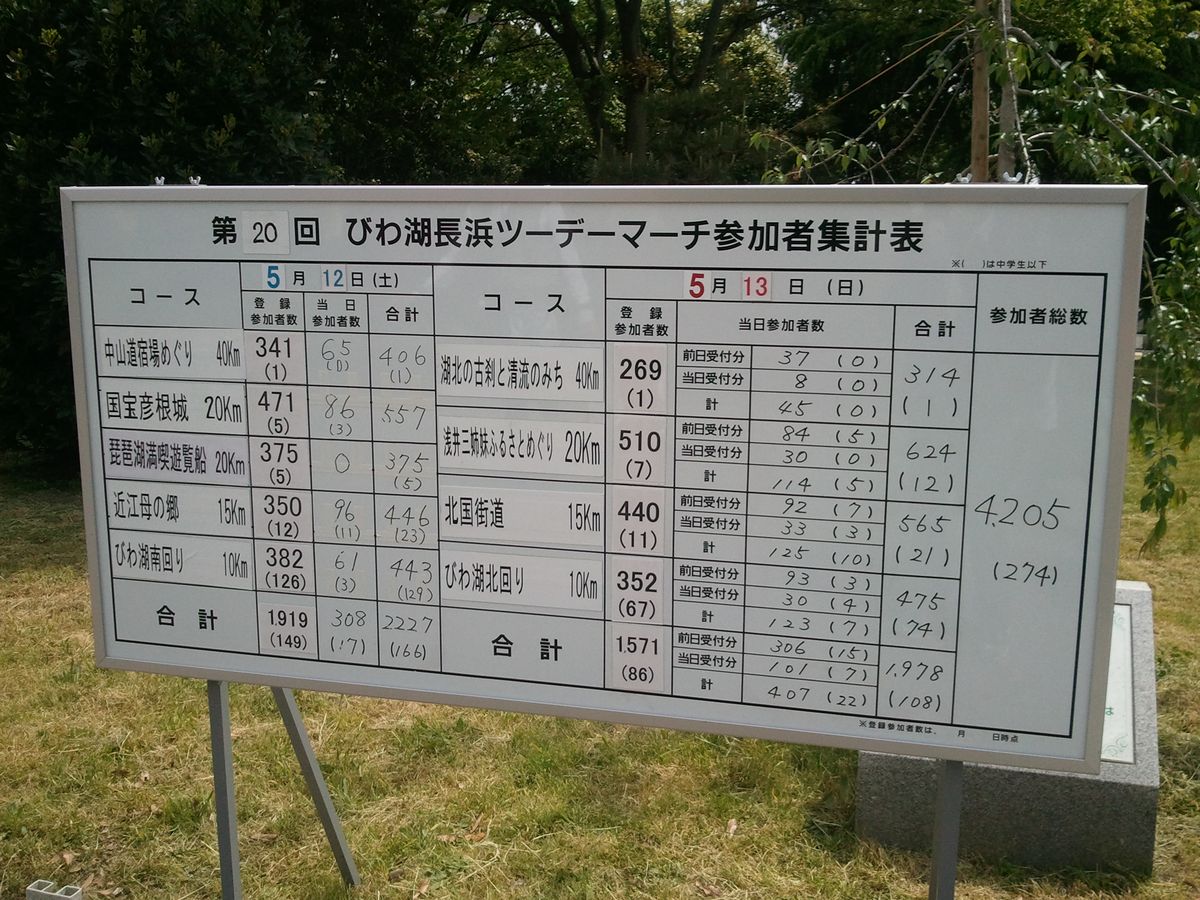 第 20 回 びわ湖長浜ツーデーマーチ参加者集計表
※( )は中学生以下
コース 5月 12日(土) コース 5月 13日 (日) 参加者総数
登録参加者数 当日参加者数 合計 登録参加者数 当日参加者数 合計
中山道宿場めぐり 40Km 341 (1) 65 (0) 406 (1)
国宝彦根城 20Km 471 (5) 86 (3) 557
琵琶湖満喫遊覧船 20Km 375 (5) 0 375 (5)
近江母の郷 15Km 350 (12) 96 (11) 446 (23)
びわ湖南回り 10Km 382 (126) 61 (3) 443 (129)
合計 1,919 (149) 308 (17) 2227 (166)
湖北の古刹と清流のみち 40Km 269 (1)
前日受付分 37 (0)
当日受付分 8 (0)
計 45 (0)
314 (1)
浅井三姉妹ふるさとめぐり 20Km 510 (7)
前日受付分 84 (5)
当日受付分 30 (0)
計 114 (5)
624 (12)
北国街道 15Km 440 (11)
前日受付分 92 (7)
当日受付分 33 (3)
計 125 (10)
565 (21)
びわ湖北回り 10Km 352 (67)
前日受付分 93 (3)
当日受付分 30 (4)
計 123 (7)
475 (74)
合計 1,571 (86)
前日受付分 306 (15)
当日受付分 101 (7)
計 407 (22)
1,978 (108)
4,205
(274)
※登録参加者数は、 月 日時点